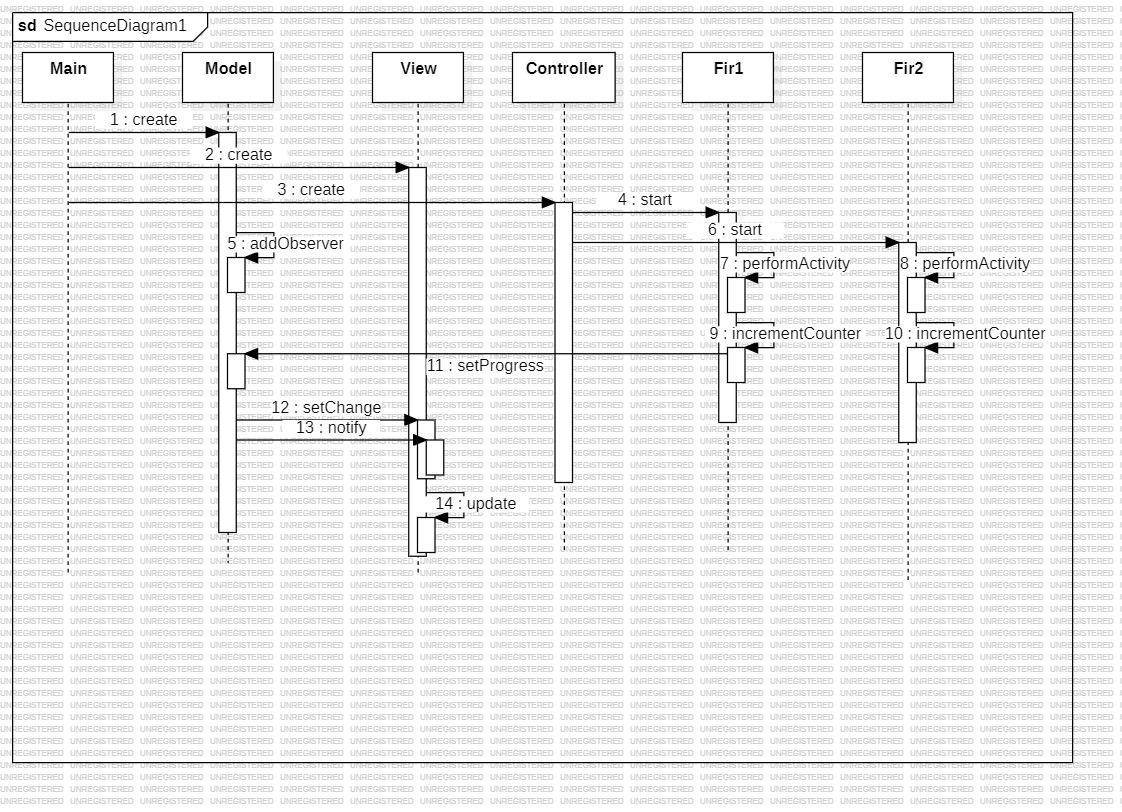 sd SequenceDiagram1
Main
Model
View
Controller
Fir1
Fir2
1 : create
2 : create
3 : create
4 : start
6 : start
5 : addObserver
7 : performActivity
8 : performActivity
9 : incrementCounter
10 : incrementCounter
11 : setProgress
12 : setChange
13 : notify
14 : update
UNREGISTERED